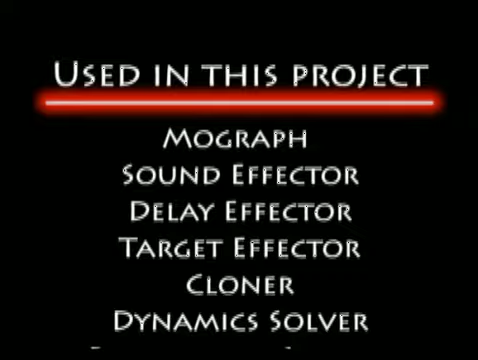 Used in this project
Mograph
Sound Effector
Delay Effector
Target Effector
Cloner
Dynamics Solver